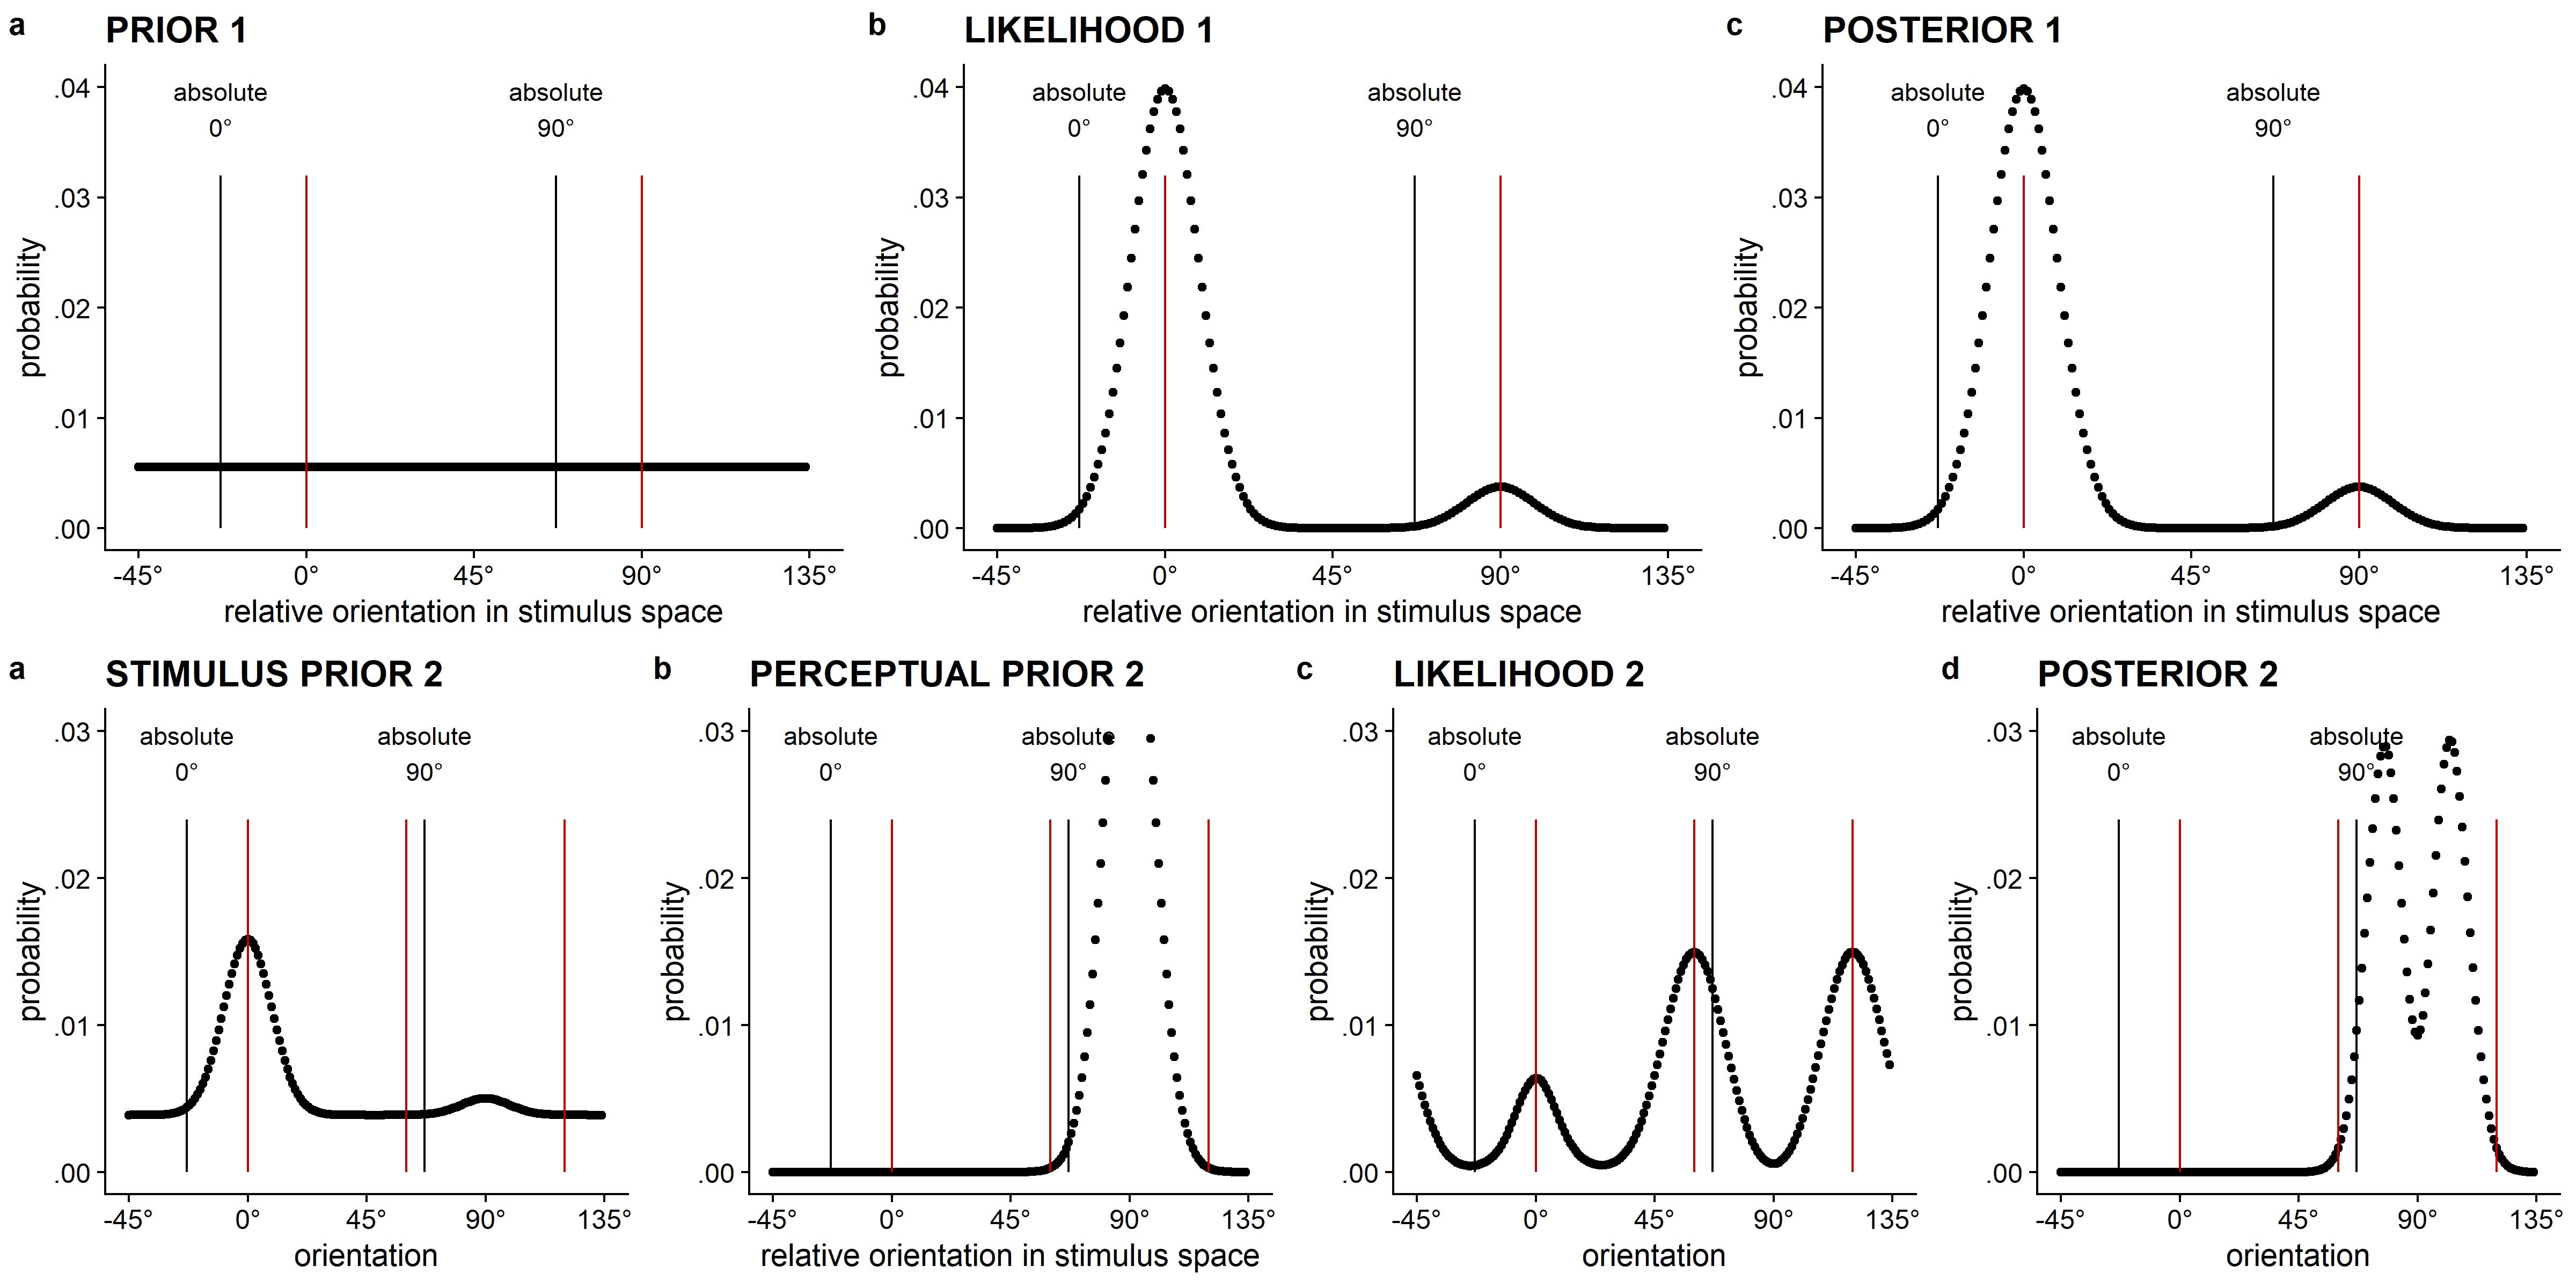 a PRIOR 1
absolute
0°
absolute
90°
.04
.03
.02
.01
.00
probability
-45° 0° 45° 90° 135°
relative orientation in stimulus space
b LIKELIHOOD 1
absolute
0°
absolute
90°
.04
.03
.02
.01
.00
probability
-45° 0° 45° 90° 135°
relative orientation in stimulus space
c POSTERIOR 1
absolute
0°
absolute
90°
.04
.03
.02
.01
.00
probability
-45° 0° 45° 90° 135°
relative orientation in stimulus space
a STIMULUS PRIOR 2
absolute
0°
absolute
90°
.03
.02
.01
.00
probability
-45° 0° 45° 90° 135°
orientation
b PERCEPTUAL PRIOR 2
absolute
0°
absolute
90°
.03
.02
.01
.00
probability
-45° 0° 45° 90° 135°
relative orientation in stimulus space
c LIKELIHOOD 2
absolute
0°
absolute
90°
.03
.02
.01
.00
probability
-45° 0° 45° 90° 135°
orientation
d POSTERIOR 2
absolute
0°
absolute
90°
.03
.02
.01
.00
probability
-45° 0° 45° 90° 135°
orientation